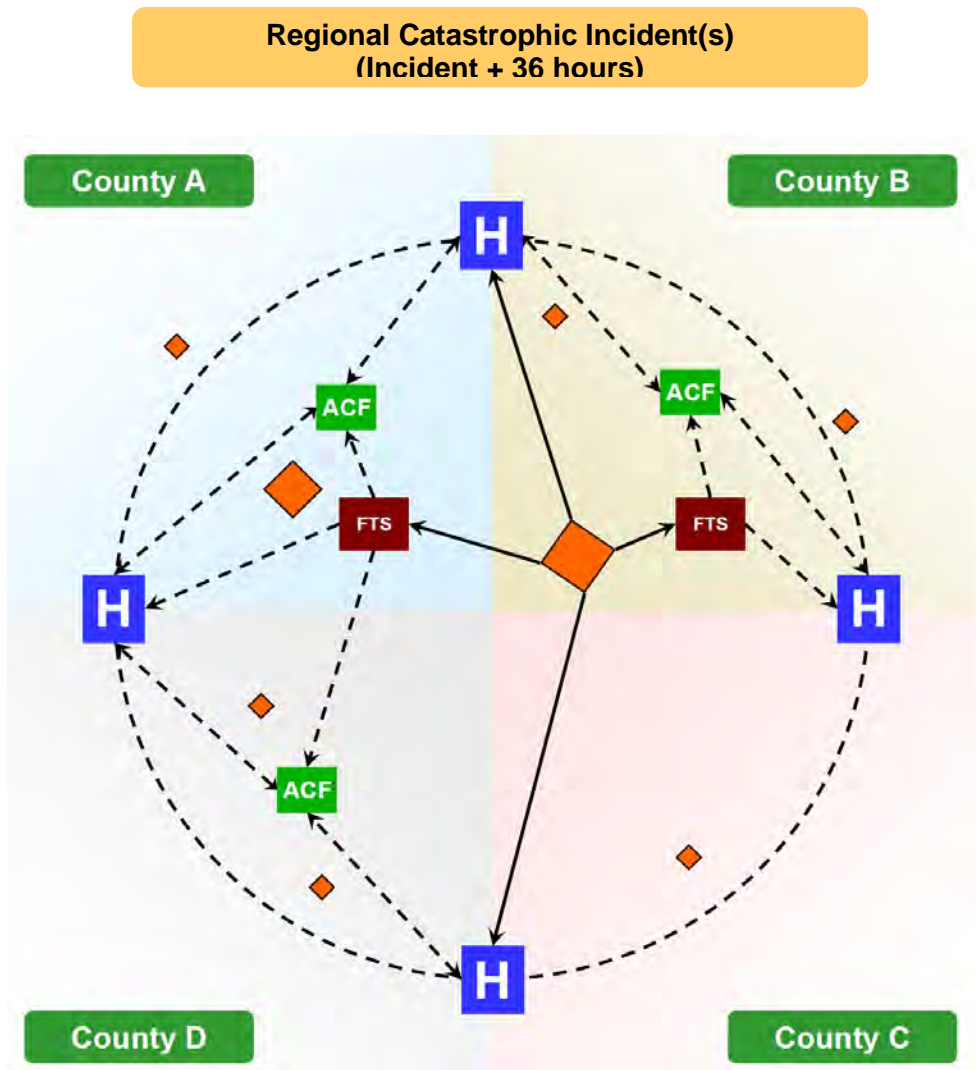 Regional Catastrophic Incident(s)
(Incident + 36 hours)
County A
County B
H
ACF
ACF
FTS
FTS
H
H
ACF
H
County D
County C